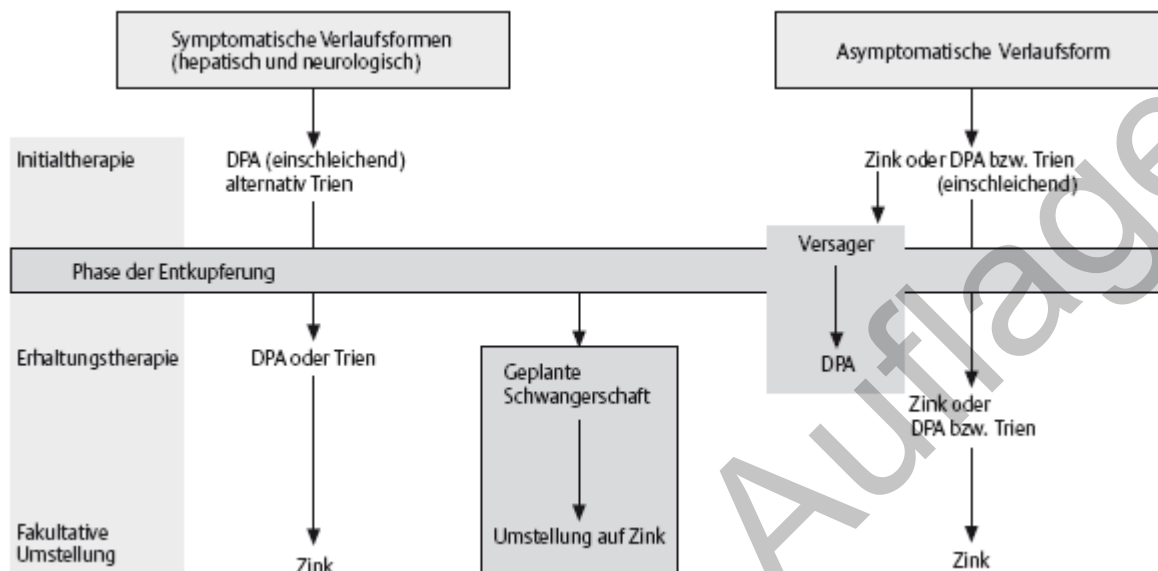 Symptomatische Verlaufsformen
(hepatisch und neurologisch)
Asymptomatische Verlaufsform
Initialtherapie
DPA (einschleichend)
alternativ Trien
Zink oder DPA bzw. Trien
(einschleichend)
Versager
Phase der Entkupferung
Erhaltungstherapie
DPA oder Trien
Geplante
Schwangerschaft
DPA
Zink oder
DPA bzw. Trien
Fakultative
Umstellung
Zink
Umstellung auf Zink
Zink
Auflage